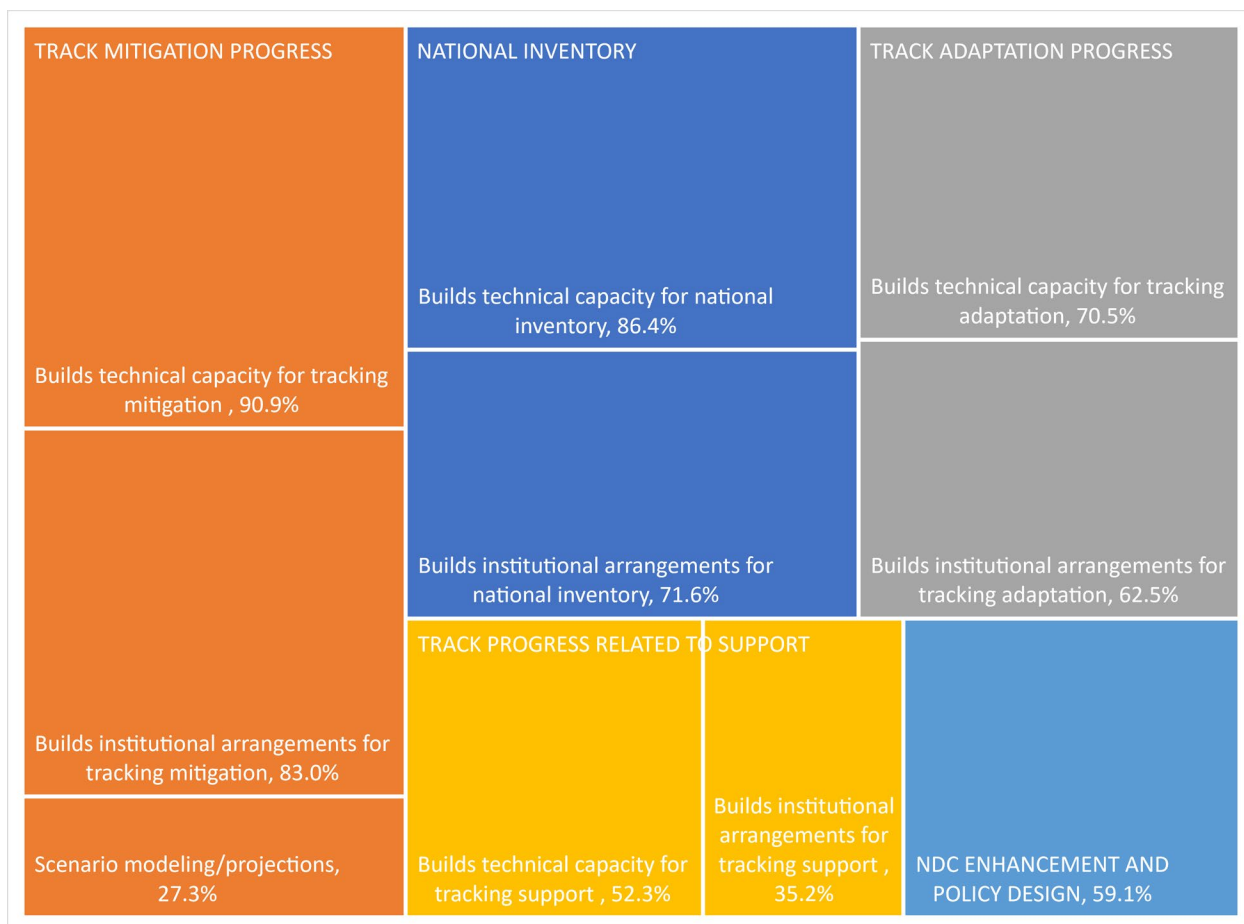 TRACK MITIGATION PROGRESS
Builds technical capacity for tracking
mitigation , 90.9%
Builds institutional arrangements for
tracking mitigation, 83.0%
Scenario modeling/projections,
27.3%
NATIONAL INVENTORY
Builds technical capacity for national
inventory, 86.4%
Builds institutional arrangements for
national inventory, 71.6%
TRACK ADAPTATION PROGRESS
Builds technical capacity for tracking
adaptation, 70.5%
Builds institutional arrangements for
tracking adaptation, 62.5%
TRACK PROGRESS RELATED TO SUPPORT
Builds technical capacity for
tracking support , 52.3%
Builds institutional
arrangements for
tracking support ,
35.2%
NDC ENHANCEMENT AND
POLICY DESIGN, 59.1%